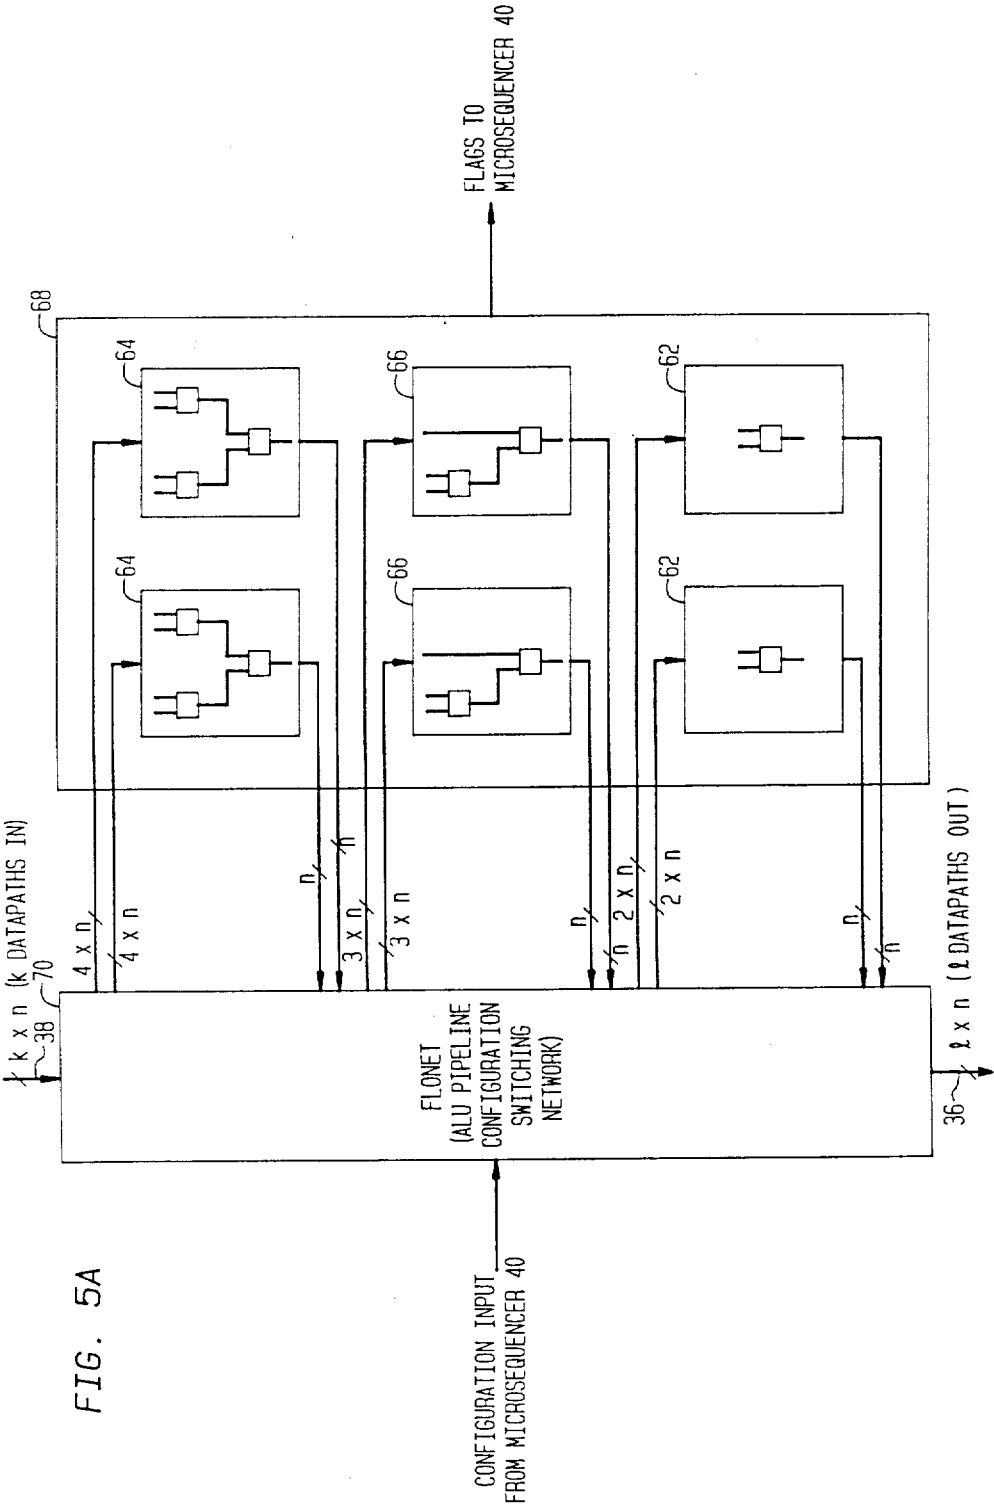 FIG. 5A
k x n (k DATAPATHS IN)
38
70
FLONET
(ALU PIPELINE
CONFIGURATION
SWITCHING
NETWORK)
CONFIGURATION INPUT
FROM MICROSEQUENCER 40
36
ℓ x n (ℓ DATAPATHS OUT)
4 x n
4 x n
n
n
3 x n
3 x n
n
n
2 x n
2 x n
n
n
68
64
64
66
66
62
62
FLAGS TO
MICROSEQUENCER 40